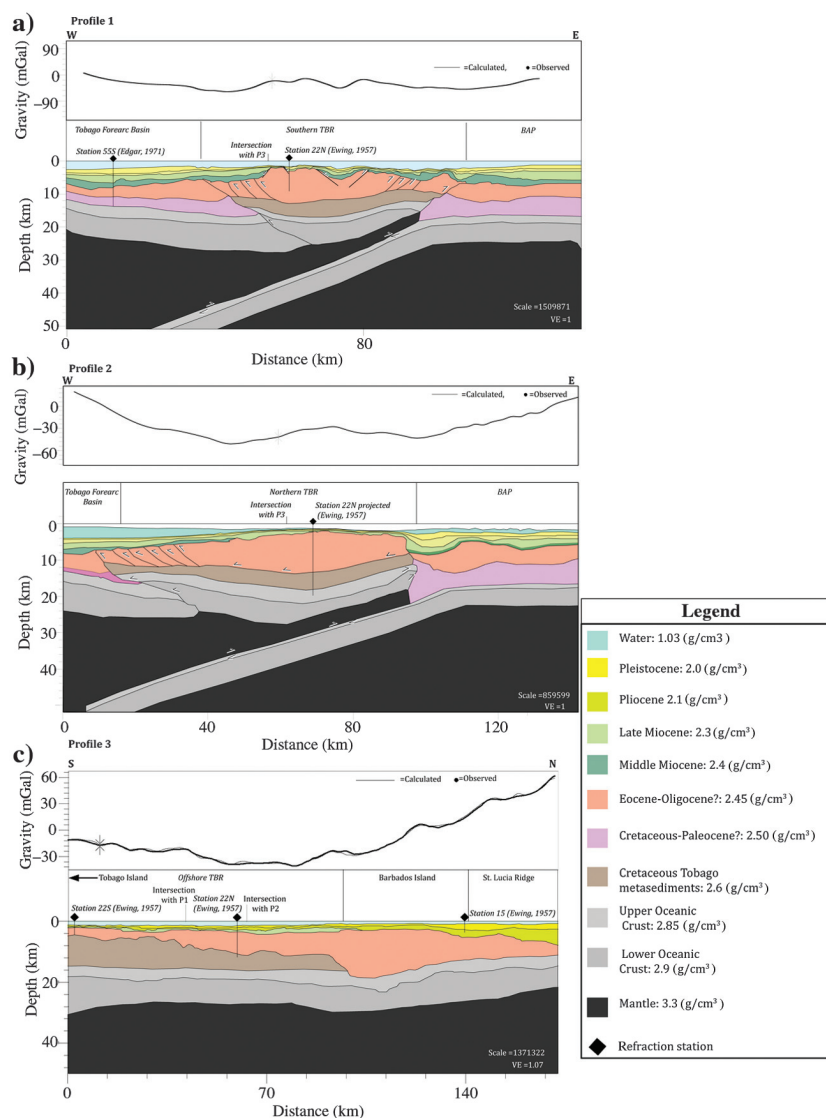 a) Profile 1
W E
Gravity (mGal)
90
0
−90
=Calculated, =Observed
Tobago Forearc Basin Southern TBR BAP
Station 55S (Edgar, 1971)
Intersection with P3
Station 22N (Ewing, 1957)
Depth (km)
0
10
20
30
40
50
Scale =1509871
VE =1
0 80
Distance (km)
b) Profile 2
W E
Gravity (mGal)
0
−30
−60
=Calculated, =Observed
Tobago Forearc Basin
Northern TBR
BAP
Intersection with P3
Station 22N projected (Ewing, 1957)
Depth (km)
0
10
20
30
40
Scale =859599
VE =1
0 40 80 120
Distance (km)
c) Profile 3
S N
Gravity (mGal)
60
30
0
−30
=Calculated =Observed
Tobago Island Offshore TBR Barbados Island St. Lucia Ridge
Station 22S (Ewing, 1957)
Intersection with P1
Station 22N (Ewing, 1957)
Intersection with P2
Station 15 (Ewing, 1957)
Depth (km)
0
20
40
Scale =1371322
VE =1.07
0 70 140
Distance (km)
Legend
Water: 1.03 (g/cm3)
Pleistocene: 2.0 (g/cm³)
Pliocene 2.1 (g/cm³)
Late Miocene: 2.3 (g/cm³)
Middle Miocene: 2.4 (g/cm³)
Eocene-Oligocene?: 2.45 (g/cm³)
Cretaceous-Paleocene?: 2.50 (g/cm³)
Cretaceous Tobago
metasediments: 2.6 (g/cm³)
Upper Oceanic
Crust: 2.85 (g/cm³)
Lower Oceanic
Crust: 2.9 (g/cm³)
Mantle: 3.3 (g/cm³)
Refraction station